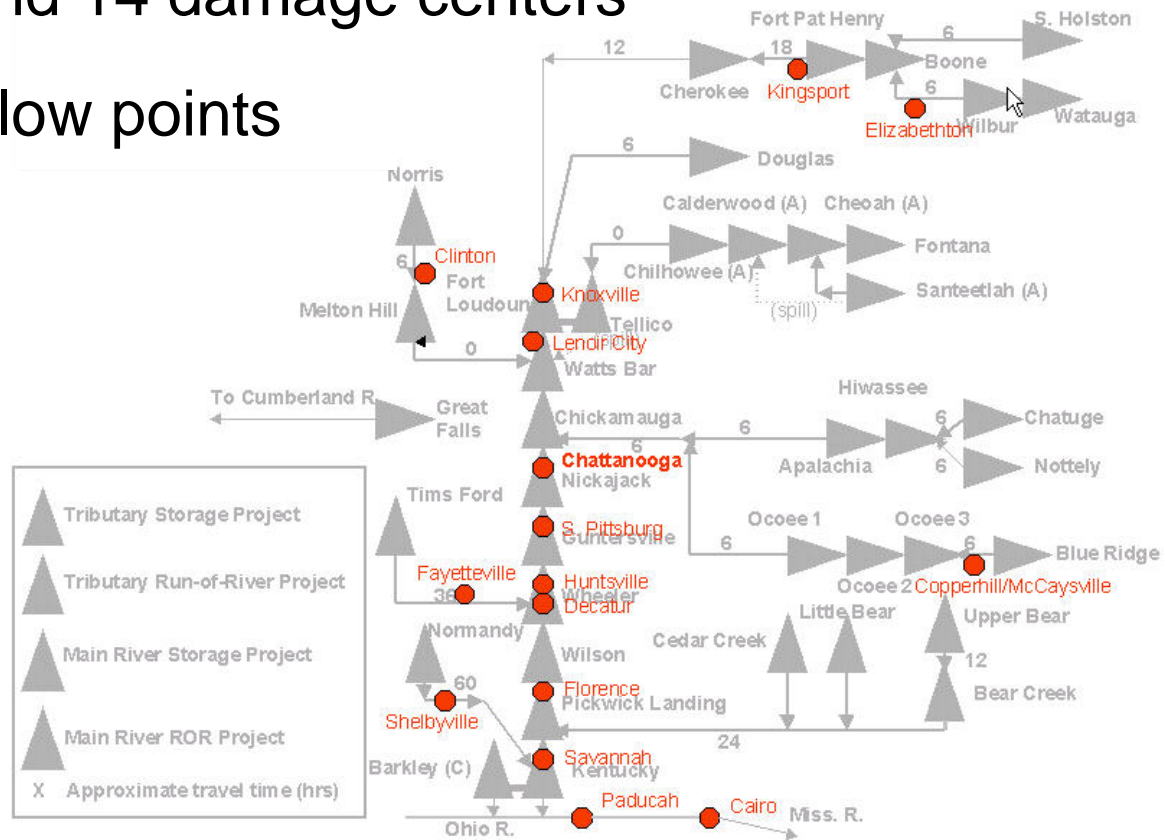 nd 14 damage centers
low points
Fort Pat Henry
S. Holston
12
18
6
Boone
Cherokee
Kingsport
6
Elizabethton
Wilbur
Watauga
6
Douglas
Norris
Calderwood (A)
Cheoah (A)
0
Fontana
6
Clinton
Chilhowee (A)
Fort
Loudoun
Knoxville
Santeetlah (A)
Melton Hill
(spill)
Tellico
Lenoir City
(spill)
0
Watts Bar
To Cumberland R.
Great
Falls
Chickamauga
Hiwassee
6
Chatuge
6
6
Chattanooga
Apalachia
6
Nottely
Nickajack
Tims Ford
Tributary Storage Project
Ocoee 1
Ocoee 3
S. Pittsburg
Guntersville
6
6
Blue Ridge
Fayetteville
Huntsville
Tributary Run-of-River Project
36
Wheeler
Decatur
Ocoee 2
Copperhill/McCaysville
Little Bear
Upper Bear
Normandy
Cedar Creek
Main River Storage Project
Wilson
12
60
Florence
Bear Creek
Pickwick Landing
Shelbyville
Main River ROR Project
24
Savannah
Barkley (C)
Kentucky
X Approximate travel time (hrs)
Paducah
Cairo
Miss. R.
Ohio R.